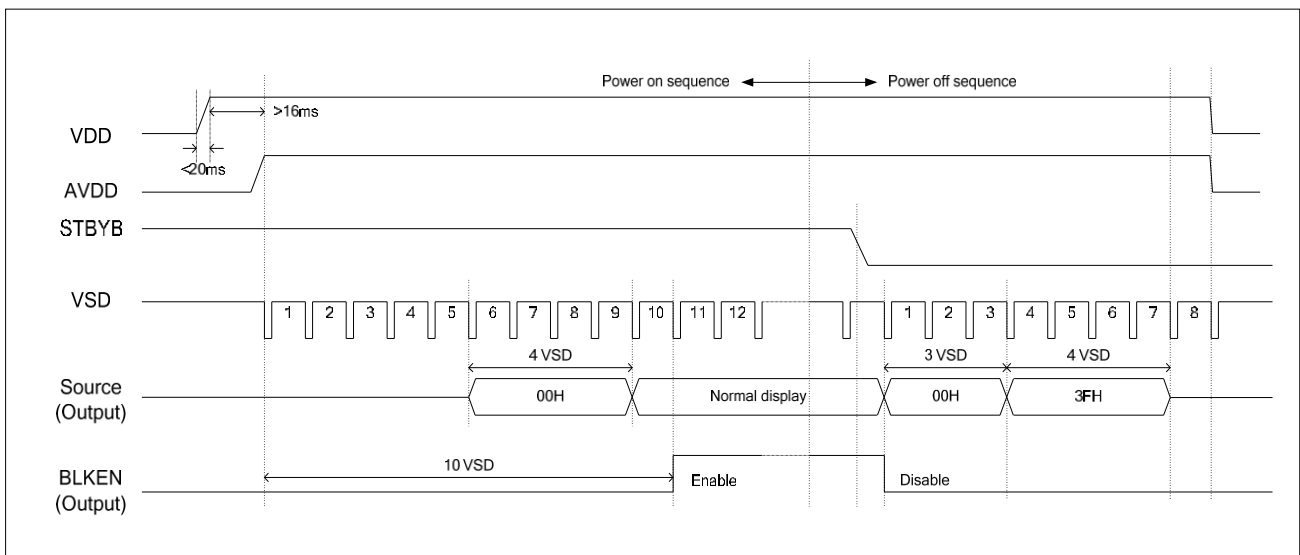 Power on sequence
Power off sequence
>16ms
VDD
<20ms
AVDD
STBYB
VSD
1 2 3 4 5 6 7 8 9 10 11 12 1 2 3 4 5 6 7 8
4 VSD
3 VSD
4 VSD
Source
(Output)
00H
Normal display
00H
3FH
10 VSD
BLKEN
(Output)
Enable
Disable